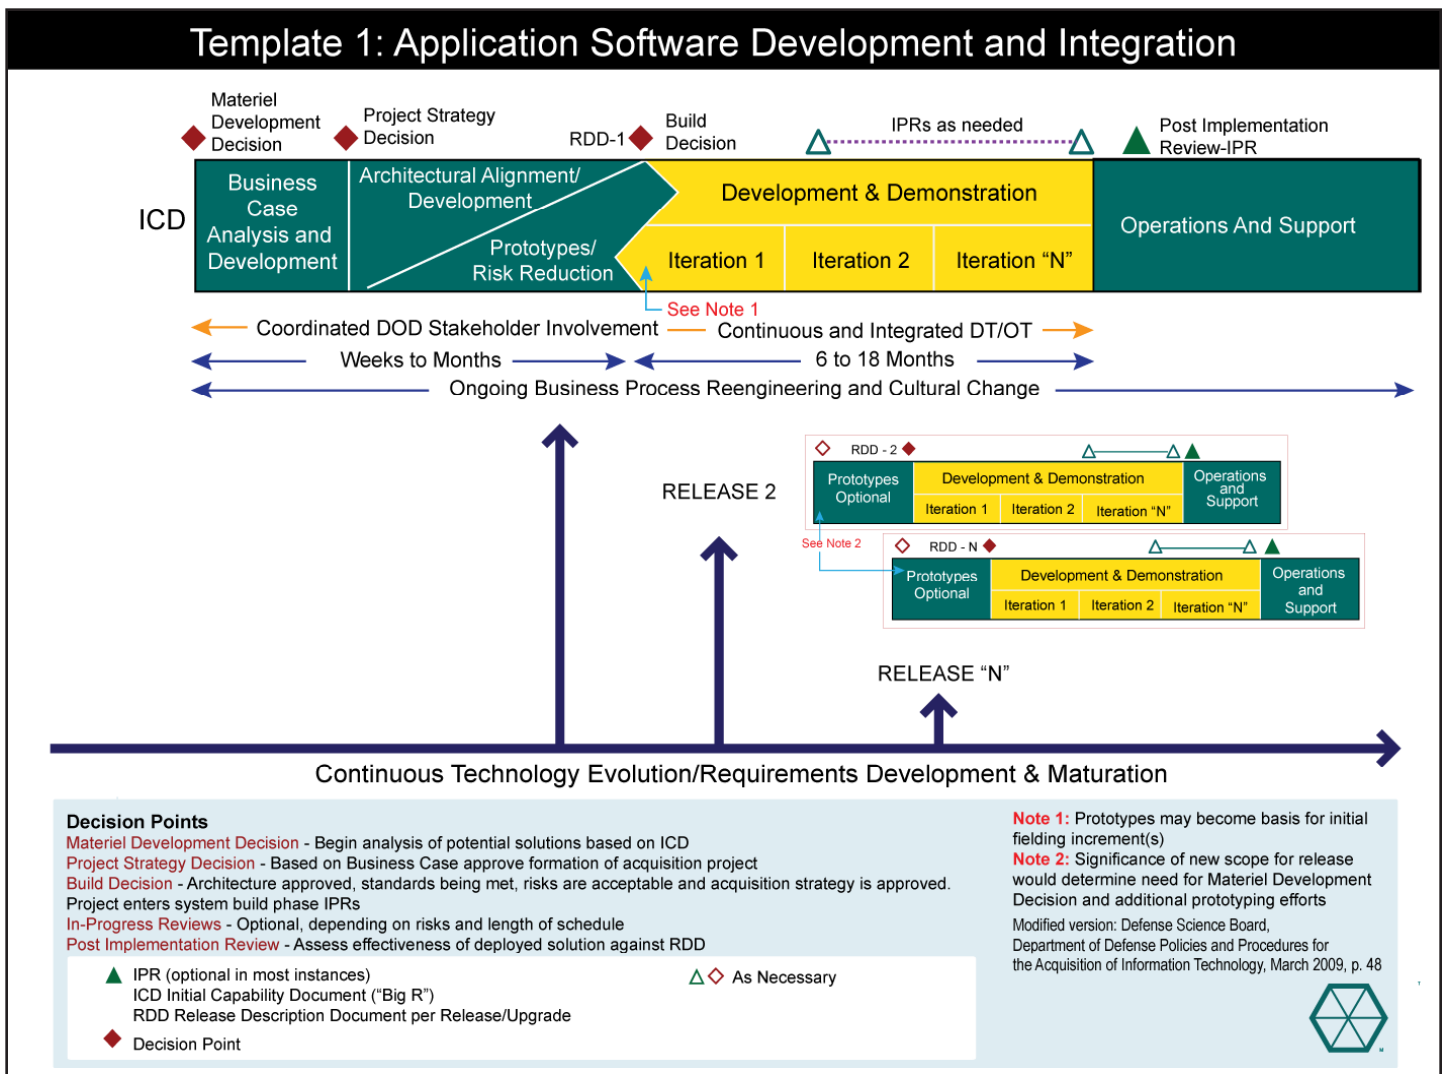 Template 1: Application Software Development and Integration
Materiel
Development
Decision
Project Strategy
Decision
RDD-1
Build
Decision
IPRs as needed
Post Implementation
Review-IPR
ICD
Business
Case
Analysis and
Development
Architectural Alignment/
Development
Prototypes/
Risk Reduction
Development & Demonstration
Iteration 1
Iteration 2
Iteration “N”
Operations And Support
See Note 1
Coordinated DOD Stakeholder Involvement
Continuous and Integrated DT/OT
Weeks to Months
6 to 18 Months
Ongoing Business Process Reengineering and Cultural Change
RELEASE 2
RDD - 2
Prototypes
Optional
Development & Demonstration
Iteration 1
Iteration 2
Iteration “N”
Operations
and
Support
See Note 2
RDD - N
Prototypes
Optional
Development & Demonstration
Iteration 1
Iteration 2
Iteration “N”
Operations
and
Support
RELEASE “N”
Continuous Technology Evolution/Requirements Development & Maturation
Decision Points
Materiel Development Decision - Begin analysis of potential solutions based on ICD
Project Strategy Decision - Based on Business Case approve formation of acquisition project
Build Decision - Architecture approved, standards being met, risks are acceptable and acquisition strategy is approved.
Project enters system build phase IPRs
In-Progress Reviews - Optional, depending on risks and length of schedule
Post Implementation Review - Assess effectiveness of deployed solution against RDD
IPR (optional in most instances)
ICD Initial Capability Document (“Big R”)
RDD Release Description Document per Release/Upgrade
Decision Point
As Necessary
Note 1: Prototypes may become basis for initial
fielding increment(s)
Note 2: Significance of new scope for release
would determine need for Materiel Development
Decision and additional prototyping efforts
Modified version: Defense Science Board,
Department of Defense Policies and Procedures for
the Acquisition of Information Technology, March 2009, p. 48